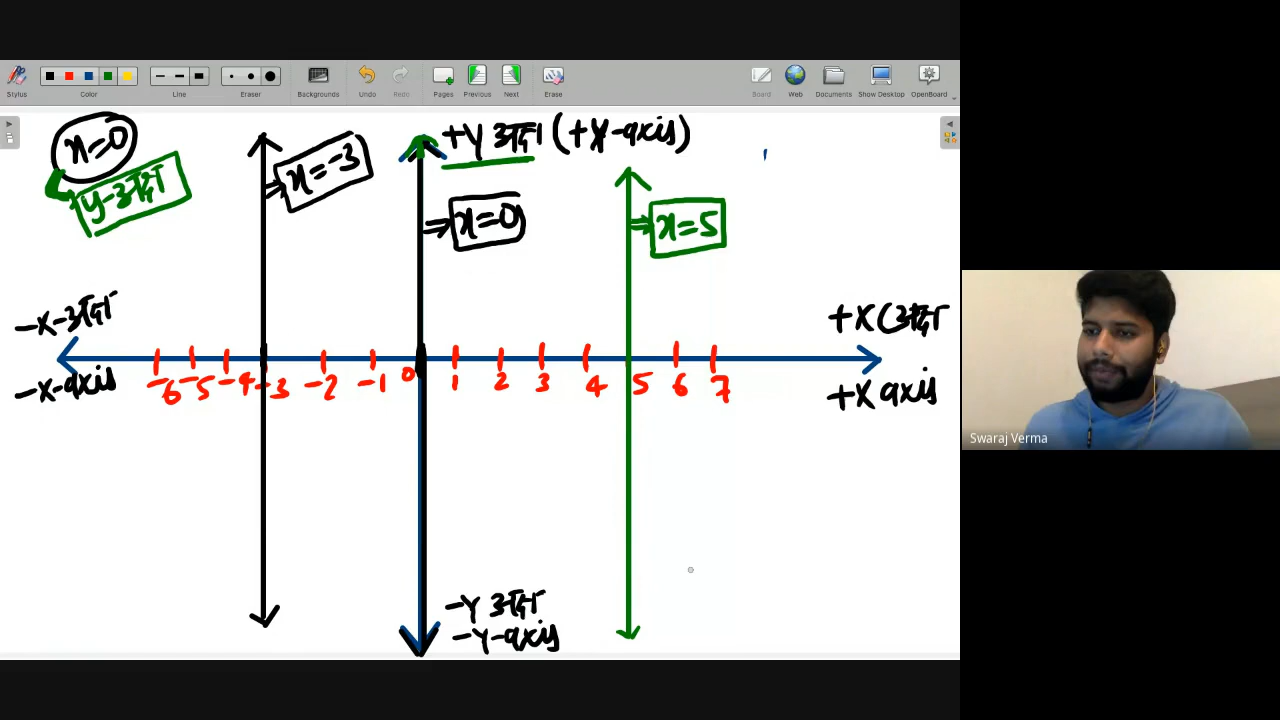 Stylus
Color
Line
Eraser
Backgrounds
Undo
Redo
Pages
Previous
Next
Erase
Board
Web
Documents
Show Desktop
OpenBoard
x=0
y-अक्ष
x=-3
+y अक्ष (+y-axis)
x=0
x=5
-x-अक्ष
-x-axis
+x (अक्ष
+x axis
-6 -5 -4 -3 -2 -1 0 1 2 3 4 5 6 7
-y अक्ष
-y-axis
Swaraj Verma